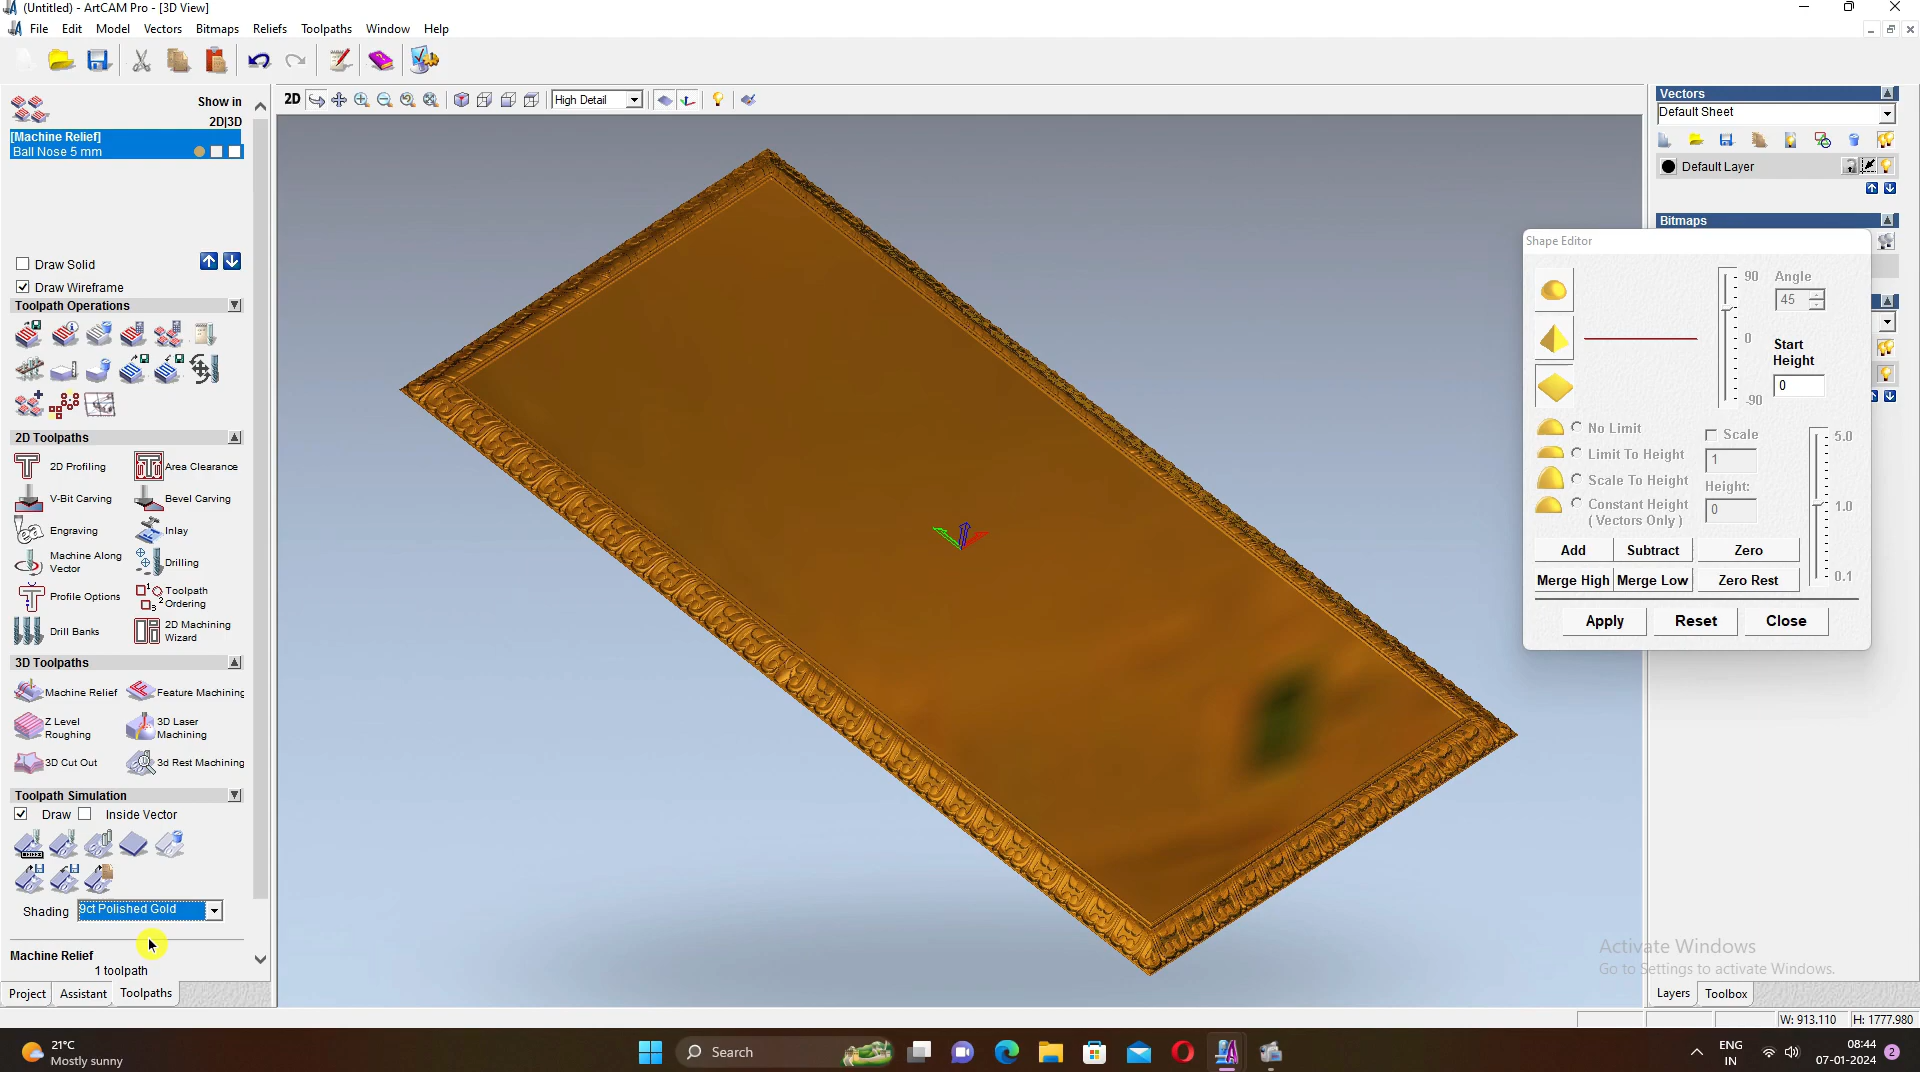 (Untitled) - ArtCAM Pro - [3D View]
File Edit Model Vectors Bitmaps Reliefs Toolpaths Window Help
2D High Detail
Show in
2D|3D
[Machine Relief]
Ball Nose 5 mm
Draw Solid
Draw Wireframe
Toolpath Operations
2D Toolpaths
2D Profiling Area Clearance
V-Bit Carving Bevel Carving
Engraving Inlay
Machine Along
Vector
Drilling
Profile Options
Toolpath
Ordering
Drill Banks
2D Machining
Wizard
3D Toolpaths
Machine Relief Feature Machining
Z Level
Roughing
3D Laser
Machining
3D Cut Out 3d Rest Machining
Toolpath Simulation
Draw Inside Vector
Shading 9ct Polished Gold
Machine Relief
1 toolpath
Project Assistant Toolpaths
Vectors
Default Sheet
Default Layer
Bitmaps
Shape Editor
90 Angle
45
0 Start
Height
0
-90
No Limit Scale
5.0
Limit To Height 1
Scale To Height Height:
Constant Height 0 1.0
( Vectors Only )
Add Subtract Zero
Merge High Merge Low Zero Rest 0.1
Apply Reset Close
Activate Windows
Go to Settings to activate Windows.
Layers Toolbox
W: 913.110 H: 1777.980
21°C
Mostly sunny
Search
ENG
IN
08:44
07-01-2024
2